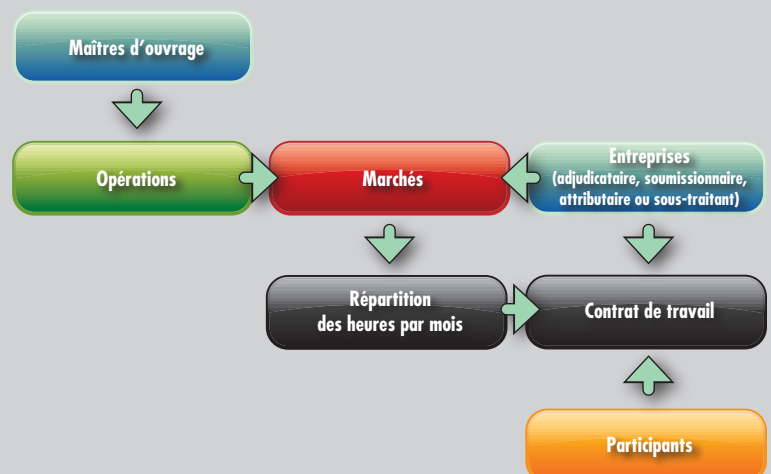 Maîtres d'ouvrage
Opérations
Marchés
Entreprises
(adjudicataire, soumissionnaire,
attributaire ou sous-traitant)
Répartition
des heures par mois
Contrat de travail
Participants